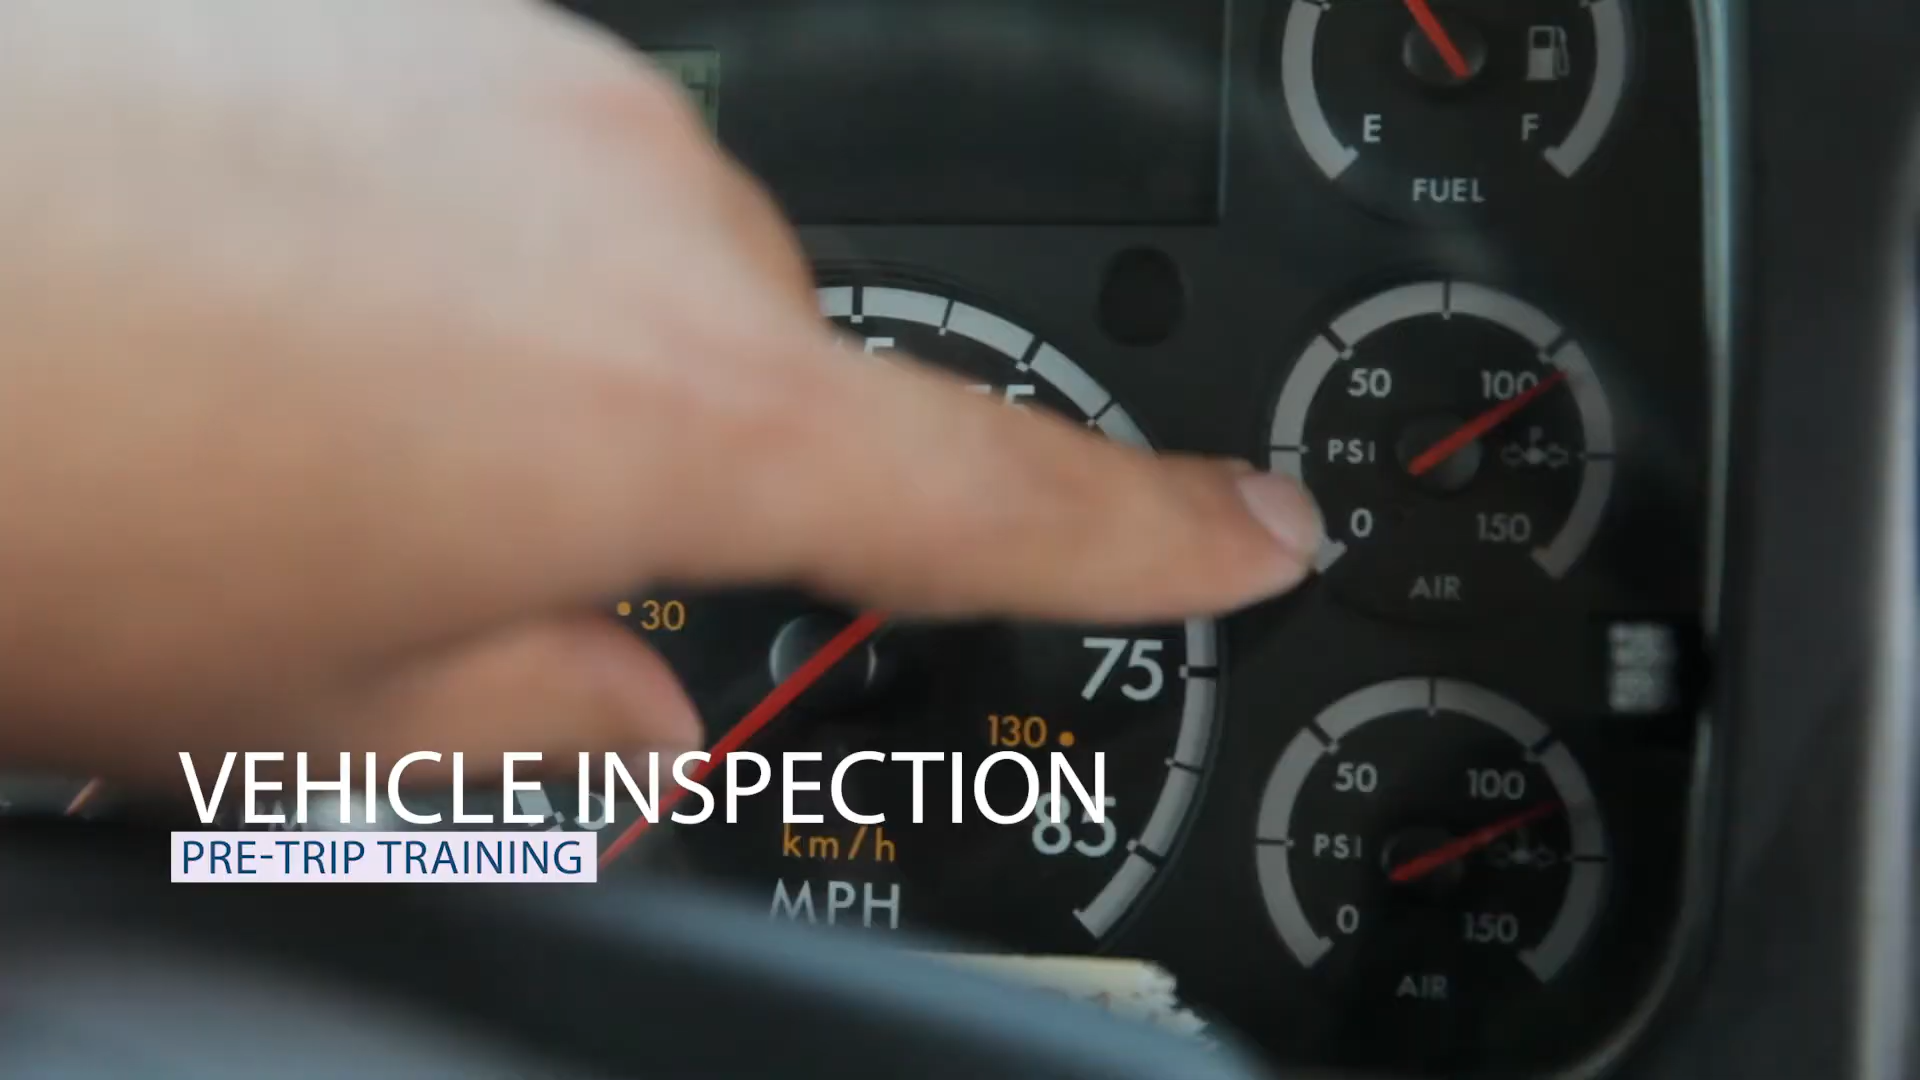 E F
FUEL
50 100
PSI
0 150
AIR
30
75
130
VEHICLE INSPECTION
85
PRE-TRIP TRAINING
km/h
MPH
50 100
PSI
0 150
AIR